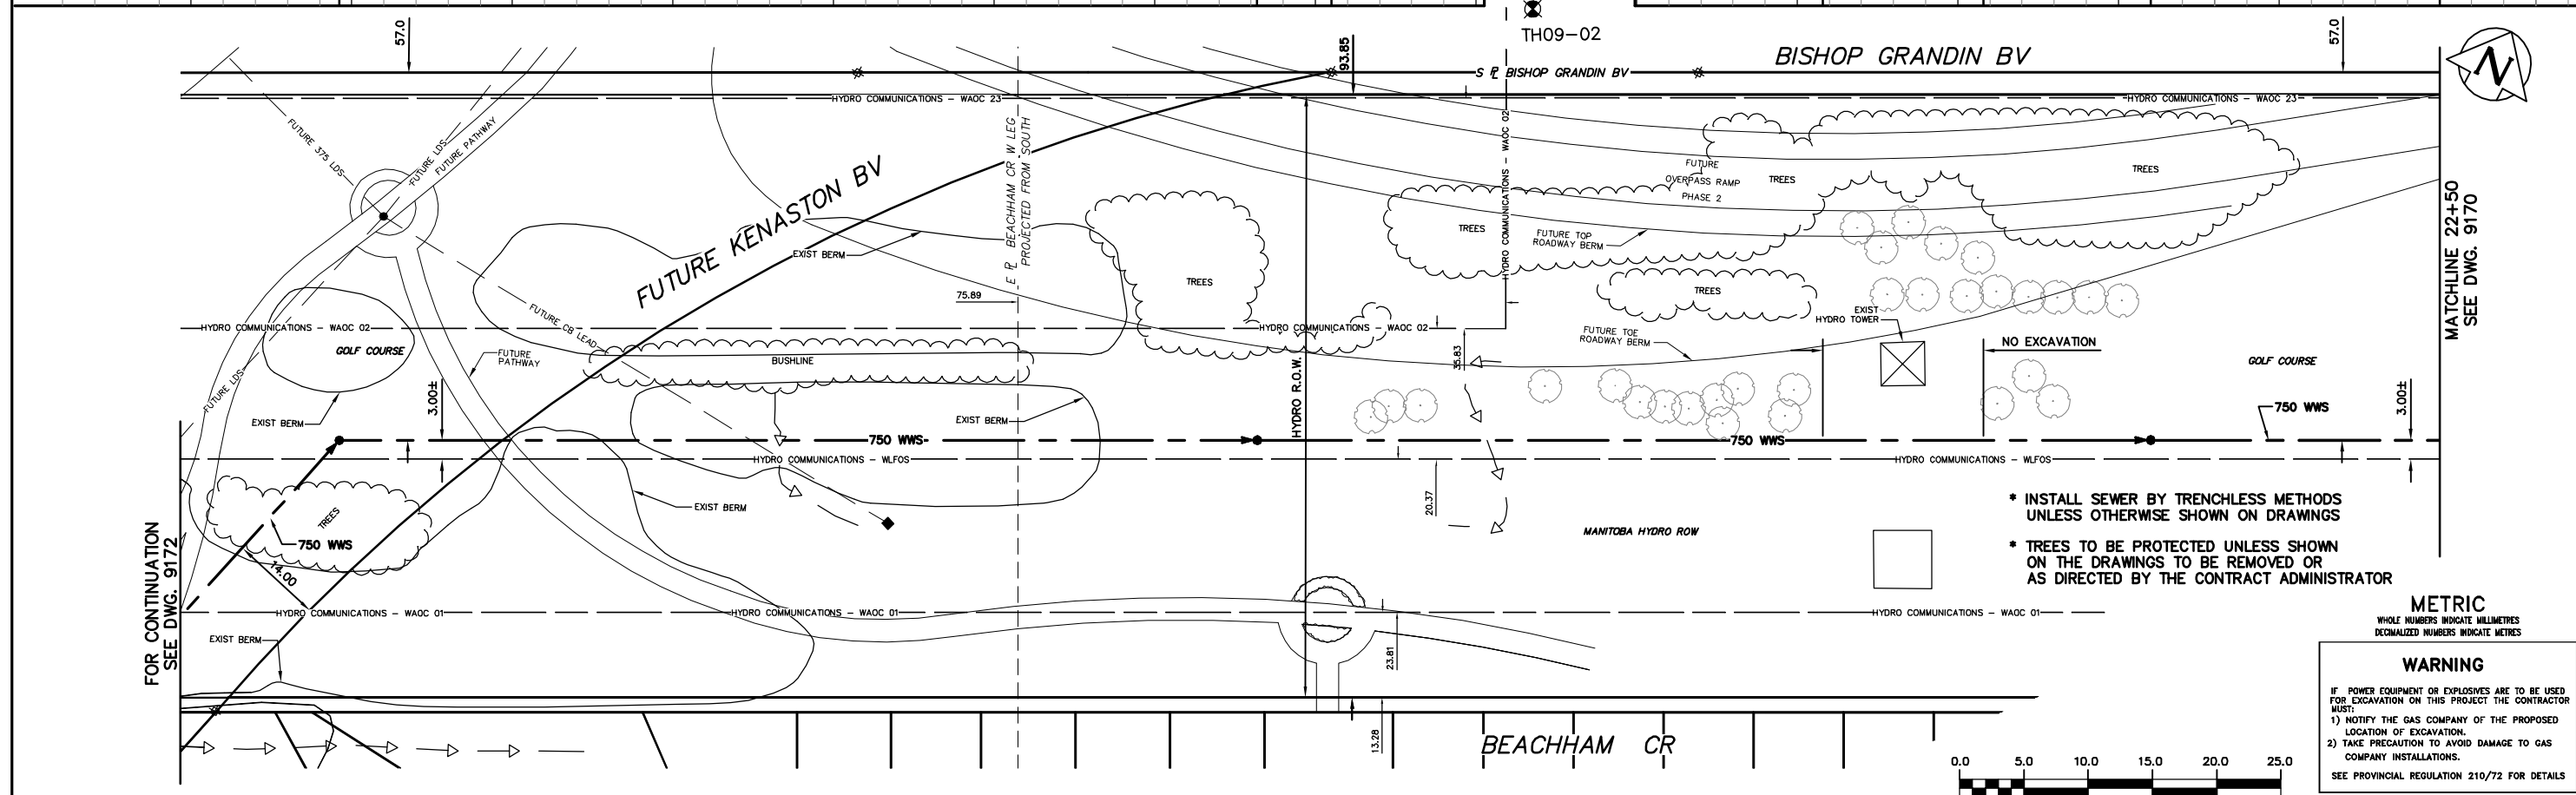 57.0
TH09-02
93.85
BISHOP GRANDIN BV
57.0
N
S PL BISHOP GRANDIN BV
HYDRO COMMUNICATIONS - WAOC 23
HYDRO COMMUNICATIONS - WAOC 23
FUTURE 375 LDS
FUTURE LDS
FUTURE PATHWAY
E PL BEACHHAM CR W LEG
PROJECTED FROM SOUTH
HYDRO COMMUNICATIONS - WAOC 02
FUTURE
OVERPASS RAMP
PHASE 2
TREES
TREES
FUTURE KENASTON BV
EXIST BERM
TREES
TREES
FUTURE TOP
ROADWAY BERM
MATCHLINE 22+50
SEE DWG. 9170
75.89
TREES
EXIST
HYDRO TOWER
FUTURE CB LEAD
HYDRO COMMUNICATIONS - WAOC 02
HYDRO COMMUNICATIONS - WAOC 02
FUTURE TOE
ROADWAY BERM
NO EXCAVATION
GOLF COURSE
FUTURE
PATHWAY
BUSHLINE
35.83
GOLF COURSE
FUTURE LDS
3.00±
HYDRO R.O.W.
3.00±
EXIST BERM
EXIST BERM
750 WWS
750 WWS
750 WWS
HYDRO COMMUNICATIONS - WLFOS
HYDRO COMMUNICATIONS - WLFOS
EXIST BERM
20.37
TREES
750 WWS
MANITOBA HYDRO ROW
* INSTALL SEWER BY TRENCHLESS METHODS
UNLESS OTHERWISE SHOWN ON DRAWINGS
* TREES TO BE PROTECTED UNLESS SHOWN
ON THE DRAWINGS TO BE REMOVED OR
AS DIRECTED BY THE CONTRACT ADMINISTRATOR
FOR CONTINUATION
SEE DWG. 9172
14.00
HYDRO COMMUNICATIONS - WAOC 01
HYDRO COMMUNICATIONS - WAOC 01
HYDRO COMMUNICATIONS - WAOC 01
EXIST BERM
23.81
13.28
BEACHHAM CR
METRIC
WHOLE NUMBERS INDICATE MILLIMETRES
DECIMALIZED NUMBERS INDICATE METRES
WARNING
IF POWER EQUIPMENT OR EXPLOSIVES ARE TO BE USED
FOR EXCAVATION ON THIS PROJECT THE CONTRACTOR
MUST:
1) NOTIFY THE GAS COMPANY OF THE PROPOSED
LOCATION OF EXCAVATION.
2) TAKE PRECAUTION TO AVOID DAMAGE TO GAS
COMPANY INSTALLATIONS.
SEE PROVINCIAL REGULATION 210/72 FOR DETAILS
0.0 5.0 10.0 15.0 20.0 25.0